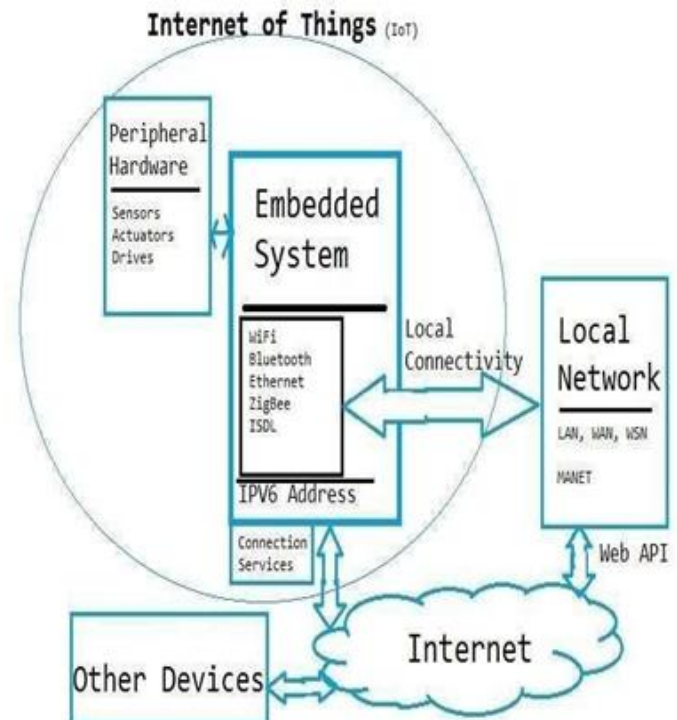 Internet of Things (IoT)
Peripheral
Hardware
Sensors
Actuators
Drives
Embedded
System
WiFi
Bluetooth
Ethernet
ZigBee
ISDL
IPV6 Address
Connection
Services
Local
Connectivity
Local
Network
LAN, WAN, WSN
MANET
Web API
Internet
Other Devices